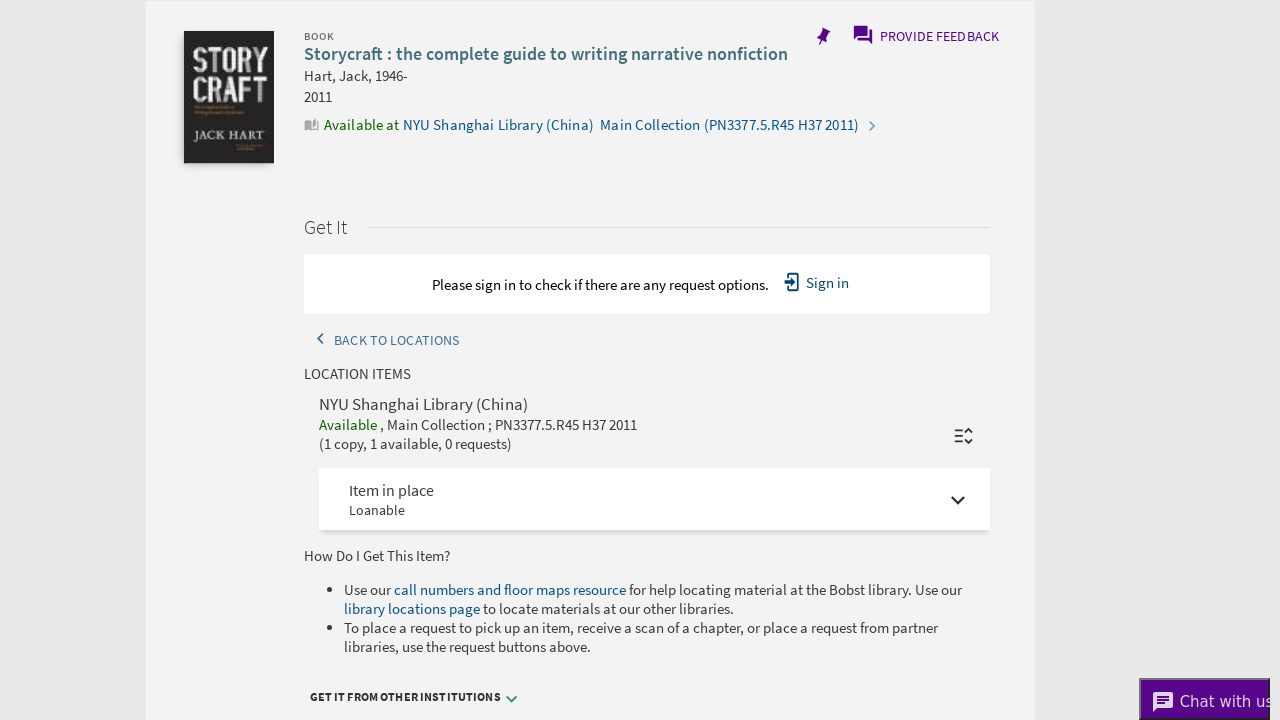 STORY
CRAFT
JACK HART
BOOK
Storycraft : the complete guide to writing narrative nonfiction
Hart, Jack, 1946-
2011
Available at NYU Shanghai Library (China) Main Collection (PN3377.5.R45 H37 2011)
PROVIDE FEEDBACK
Get It
Please sign in to check if there are any request options. Sign in
BACK TO LOCATIONS
LOCATION ITEMS
NYU Shanghai Library (China)
Available , Main Collection ; PN3377.5.R45 H37 2011
(1 copy, 1 available, 0 requests)
Item in place
Loanable
How Do I Get This Item?
Use our call numbers and floor maps resource for help locating material at the Bobst library. Use our
library locations page to locate materials at our other libraries.
To place a request to pick up an item, receive a scan of a chapter, or place a request from partner
libraries, use the request buttons above.
GET IT FROM OTHER INSTITUTIONS
Chat with us